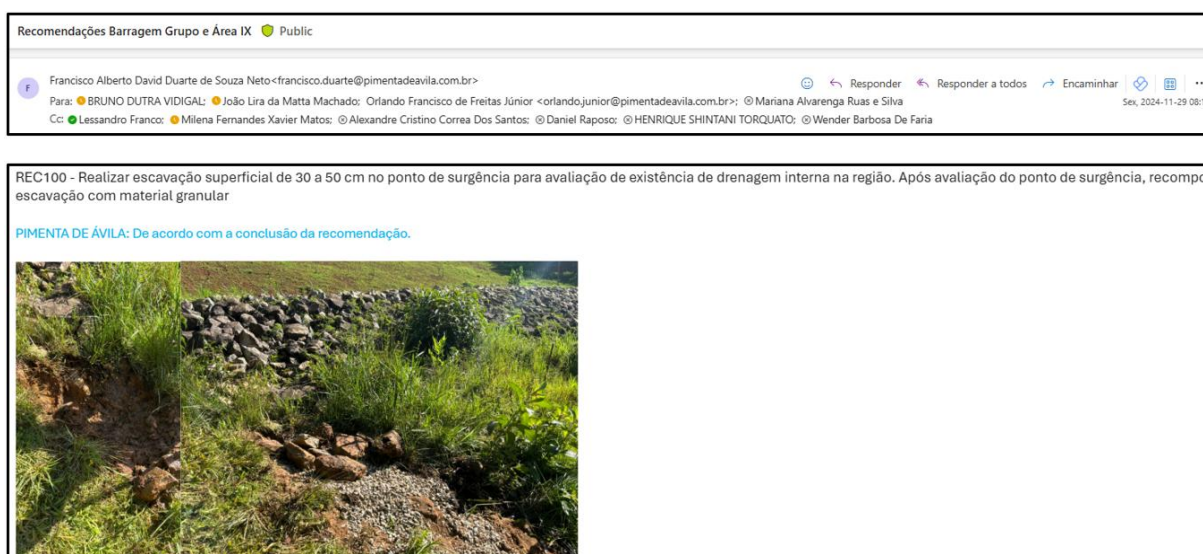 Recomendações Barragem Grupo e Área IX Public
F
Francisco Alberto David Duarte de Souza Neto<francisco.duarte@pimentadeavila.com.br>
Responder Responder a todos Encaminhar
Para: BRUNO DUTRA VIDIGAL; João Lira da Matta Machado; Orlando Francisco de Freitas Júnior <orlando.junior@pimentadeavila.com.br>; Mariana Alvarenga Ruas e Silva
Sex, 2024-11-29 08:
Cc: Lessandro Franco; Milena Fernandes Xavier Matos; Alexandre Cristino Correa Dos Santos; Daniel Raposo; HENRIQUE SHINTANI TORQUATO; Wender Barbosa De Faria
REC100 - Realizar escavação superficial de 30 a 50 cm no ponto de surgência para avaliação de existência de drenagem interna na região. Após avaliação do ponto de surgência, recompo
escavação com material granular
PIMENTA DE ÁVILA: De acordo com a conclusão da recomendação.